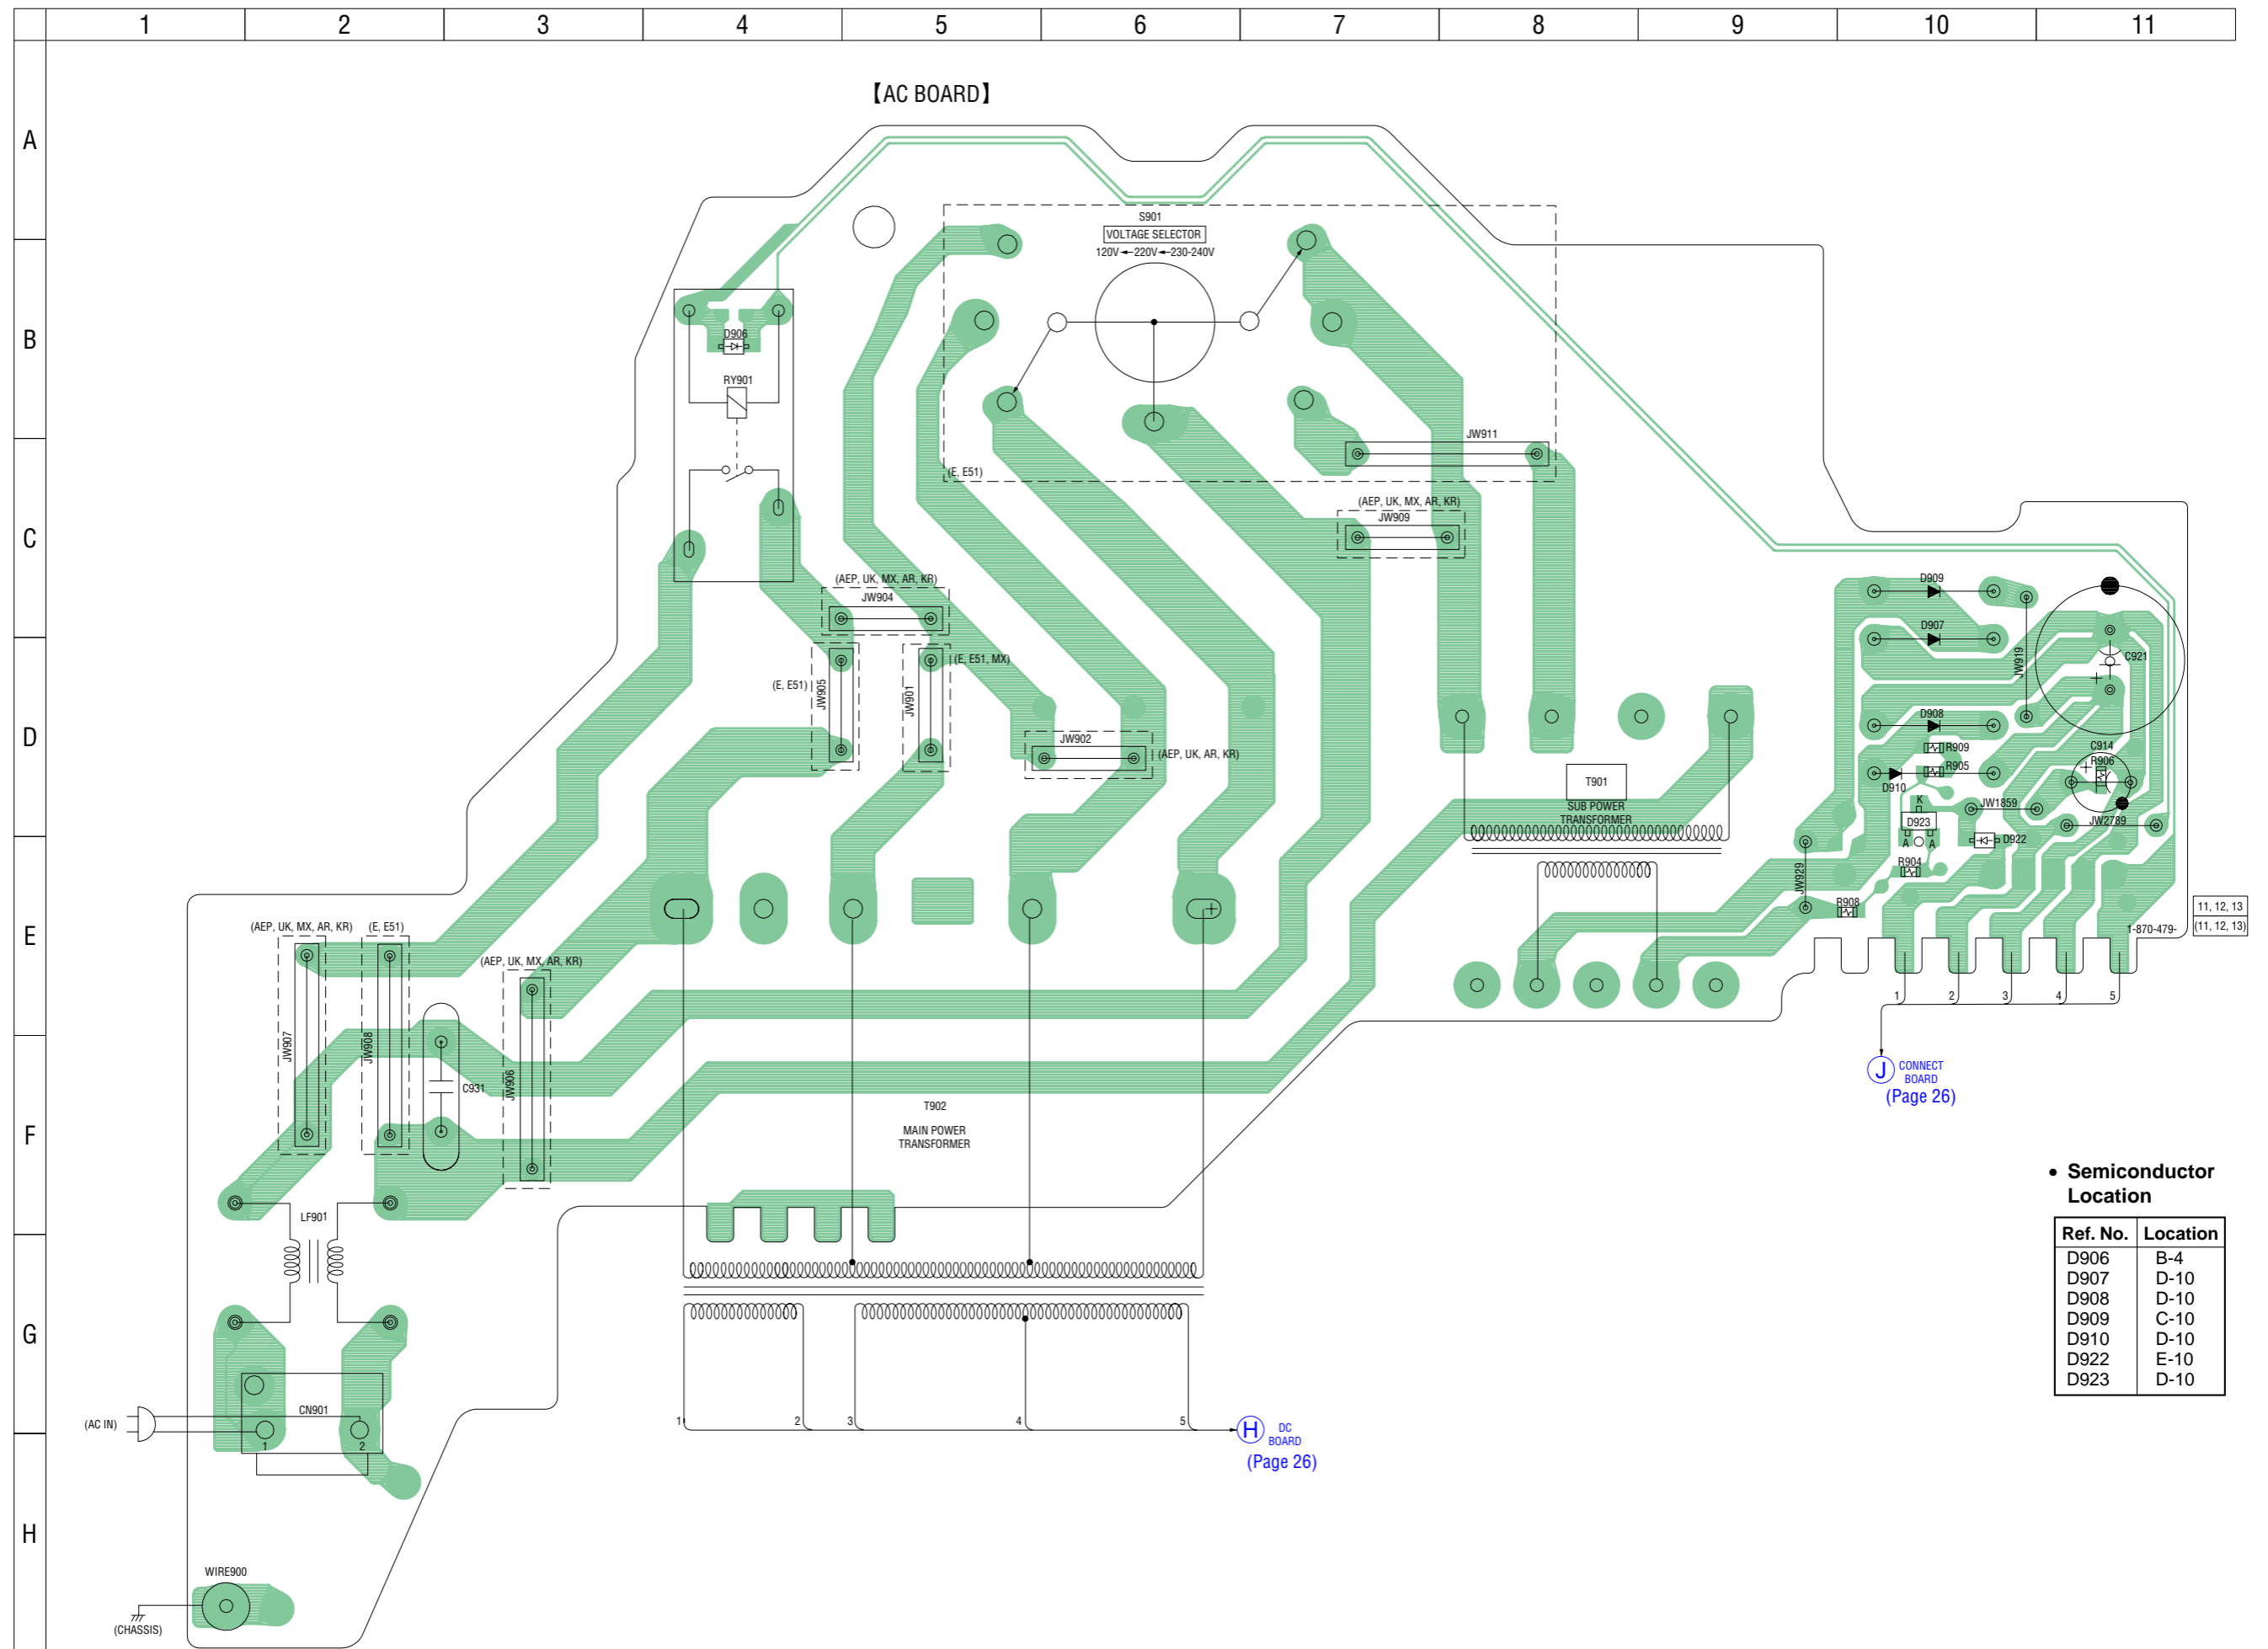 1 2 3 4 5 6 7 8 9 10 11
【AC BOARD】
A
S901
VOLTAGE SELECTOR
120V 220V 230-240V
B
D906
RY901
JW911
(E, E51)
(AEP, UK, MX, AR, KR)
JW909
C
(AEP, UK, MX, AR, KR)
JW904
D909
D907
JW919
C921
+
(E, E51)
JW905
JW901
(E, E51, MX)
D
JW902
(AEP, UK, AR, KR)
D908
R909
R905
D910
C914
+
R906
T901
SUB POWER
TRANSFORMER
K
D923
A A
JW1859
JW2789
D922
R904
JW929
R908
E
(AEP, UK, MX, AR, KR)
(E, E51)
(AEP, UK, MX, AR, KR)
+
1-870-479-
11, 12, 13
(11, 12, 13)
1 2 3 4 5
JW907
JW908
C931
JW906
J CONNECT
BOARD
(Page 26)
F
T902
MAIN POWER
TRANSFORMER
LF901
• Semiconductor
Location
Ref. No. Location
D906 B-4
D907 D-10
D908 D-10
D909 C-10
D910 D-10
D922 E-10
D923 D-10
G
(AC IN)
CN901
1 2
1 2 3 4 5
H DC
BOARD
(Page 26)
H
WIRE900
(CHASSIS)